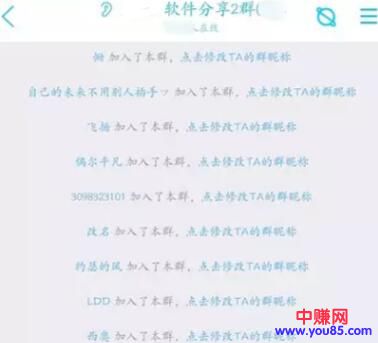 软件分享2群(
人在线
俯 加入了本群，点击修改TA的群昵称
自己的未来不用别人插手ツ 加入了本群，点击修改TA的群昵称
飞扬 加入了本群，点击修改TA的群昵称
偶尔平凡 加入了本群，点击修改TA的群昵称
3098323101 加入了本群，点击修改TA的群昵称
改名 加入了本群，点击修改TA的群昵称
约瑟的风 加入了本群，点击修改TA的群昵称
LDD 加入了本群，点击修改TA的群昵称
西奥 加入了本群，点击修改TA的群昵称
中赚网
www.you85.com